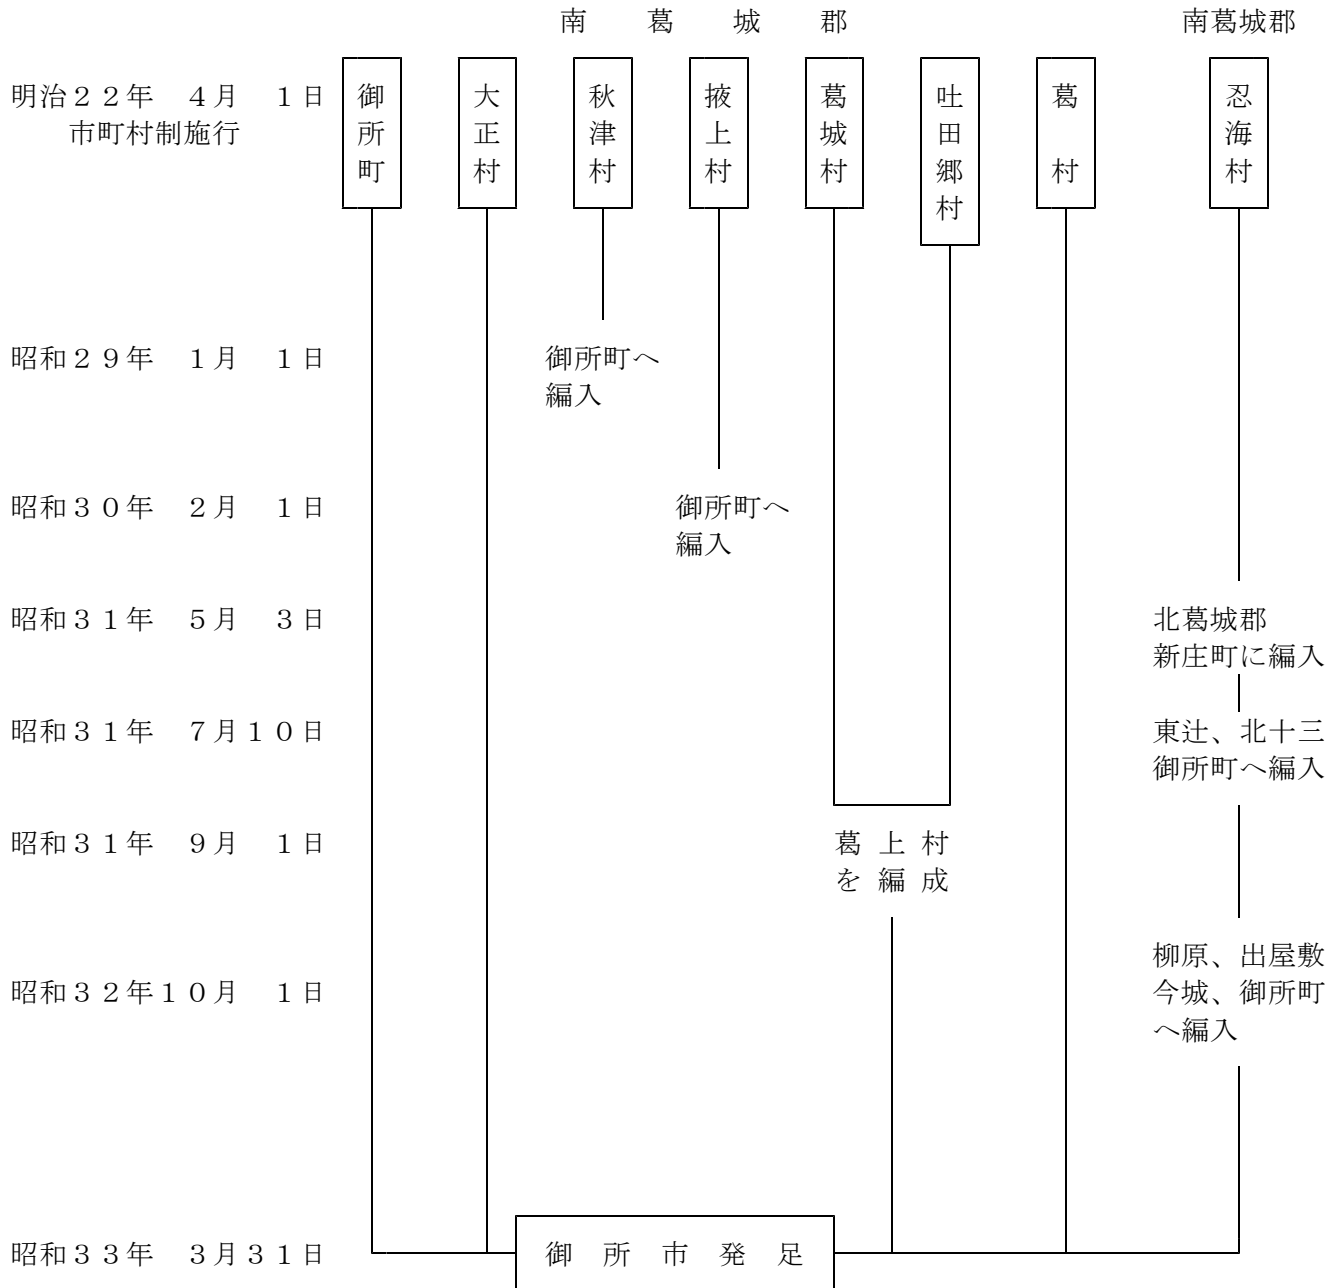 南　葛　城　郡
南葛城郡
明治２２年　４月　１日
市町村制施行
御所町
大正村
秋津村
掖上村
葛城村
吐田郷村
葛　村
忍海村
昭和２９年　１月　１日
御所町へ
編入
昭和３０年　２月　１日
御所町へ
編入
昭和３１年　５月　３日
北葛城郡
新庄町に編入
昭和３１年　７月１０日
東辻、北十三
御所町へ編入
昭和３１年　９月　１日
葛上村
を編成
昭和３２年１０月　１日
柳原、出屋敷
今城、御所町
へ編入
昭和３３年　３月３１日
御　所　市　発　足